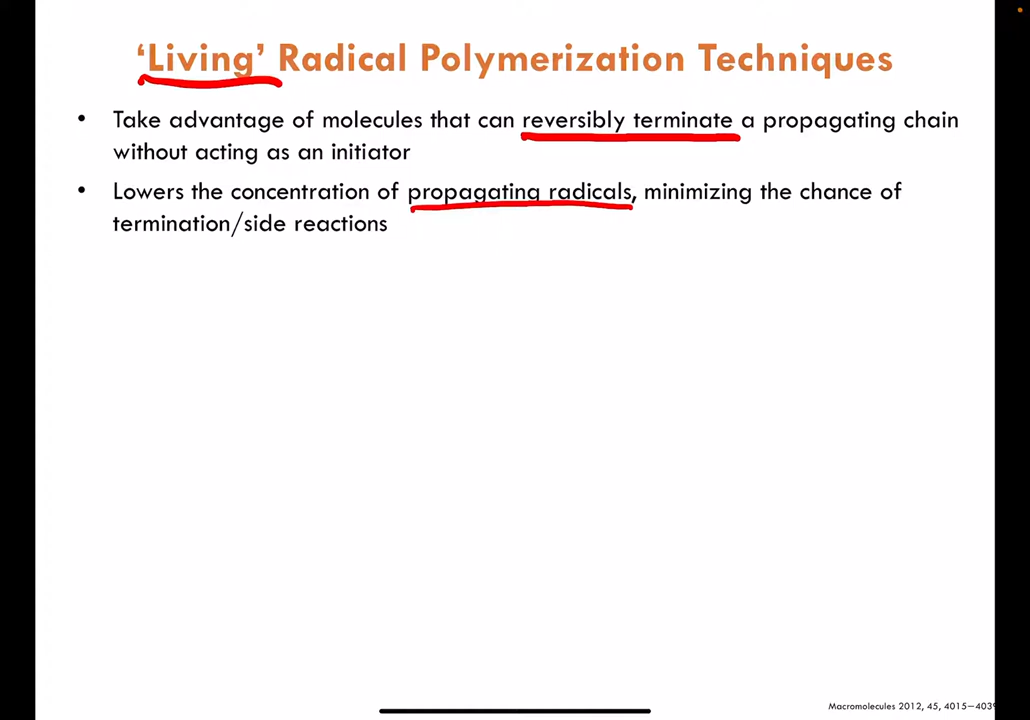 ‘Living’ Radical Polymerization Techniques
• Take advantage of molecules that can reversibly terminate a propagating chain
without acting as an initiator
• Lowers the concentration of propagating radicals, minimizing the chance of
termination/side reactions
Macromolecules 2012, 45, 4015−4039